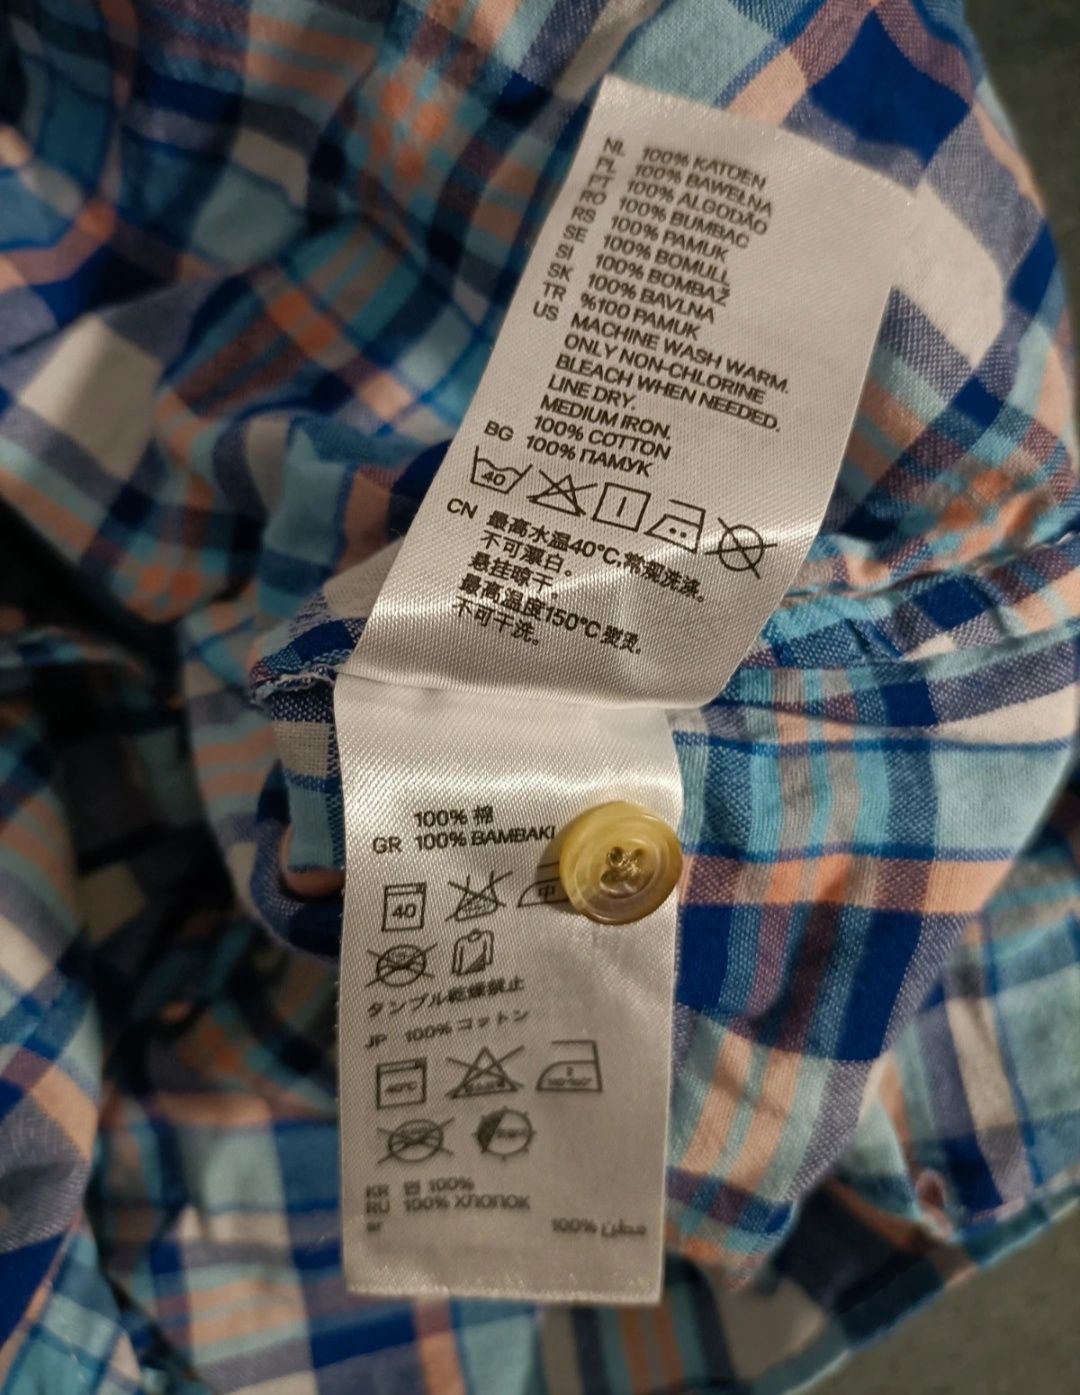 NL 100% KATOEN
PL 100% BAWEŁNA
PT 100% ALGODÃO
RO 100% BUMBAC
RS 100% PAMUK
SE 100% BOMULL
SI 100% BOMBAŽ
SK 100% BAVLNA
TR %100 PAMUK
US MACHINE WASH WARM.
ONLY NON-CHLORINE
BLEACH WHEN NEEDED.
LINE DRY.
MEDIUM IRON.
100% COTTON
BG 100% ПАМУК
40
CN 最高水温40°C,常规洗涤。
不可漂白。
悬挂晾干。
最高温度150°C熨烫。
不可干洗。
100% 棉
GR 100% BAMBAKI
40 中
タンブル乾燥禁止
JP 100% コットン
40°C
KR 면 100%
RU 100% ХЛОПОК
ar 100% قطن